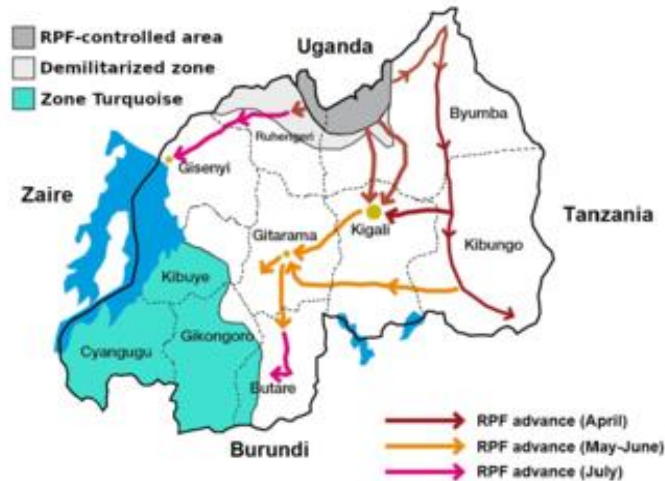 RPF-controlled area
Demilitarized zone
Zone Turquoise
Uganda
Byumba
Ruhengeri
Gisenyi
Zaire
Tanzania
Kigali
Gitarama
Kibungo
Kibuye
Gikongoro
Cyangugu
Butare
Burundi
RPF advance (April)
RPF advance (May-June)
RPF advance (July)